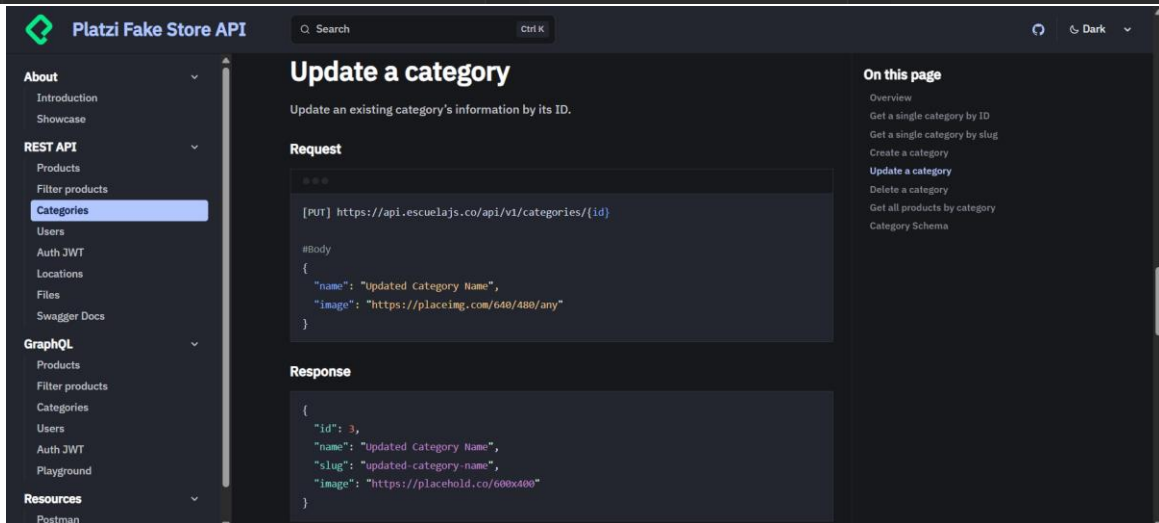 Platzi Fake Store API
Search
Ctrl K
Dark
About
Introduction
Showcase
REST API
Products
Filter products
Categories
Users
Auth JWT
Locations
Files
Swagger Docs
GraphQL
Products
Filter products
Categories
Users
Auth JWT
Playground
Resources
Postman
Update a category
Update an existing category’s information by its ID.
Request
[PUT] https://api.escuelajs.co/api/v1/categories/{id}
#Body
{
"name": "Updated Category Name",
"image": "https://placeimg.com/640/480/any"
}
Response
{
"id": 3,
"name": "Updated Category Name",
"slug": "updated-category-name",
"image": "https://placehold.co/600x400"
}
On this page
Overview
Get a single category by ID
Get a single category by slug
Create a category
Update a category
Delete a category
Get all products by category
Category Schema